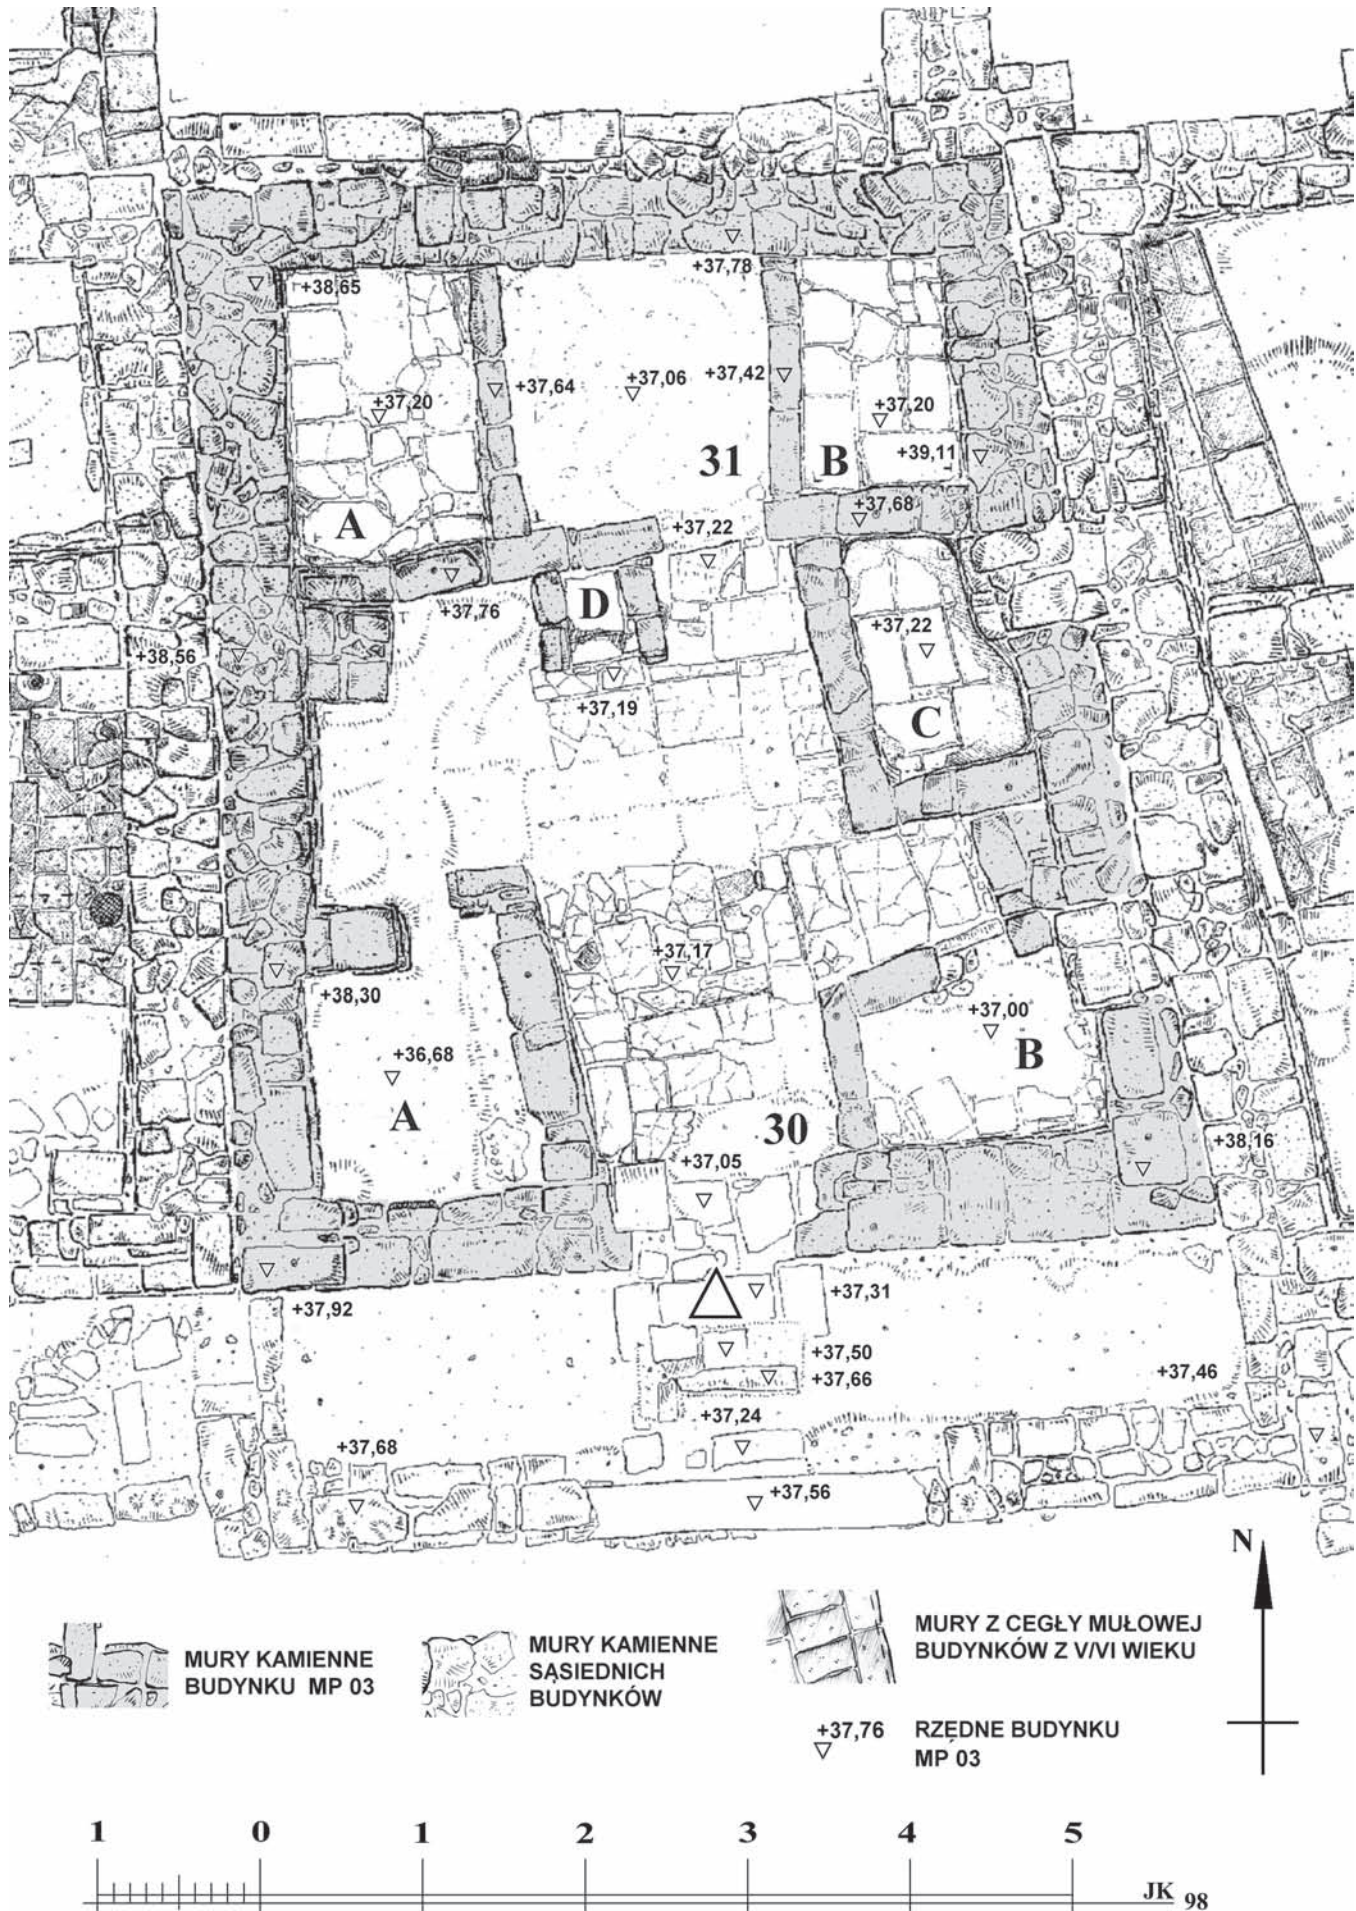 +37,78
+38,65
+37,64
+37,06
+37,42
+37,20
+37,20
31
B
+39,11
A
+37,68
+37,22
D
+37,76
+37,22
+38,56
+37,19
C
+37,17
+38,30
+37,00
+36,68
B
A
30
+38,16
+37,05
+37,31
+37,92
+37,50
+37,66
+37,46
+37,24
+37,68
+37,56
N
MURY KAMIENNE
BUDYNKU MP 03
MURY KAMIENNE
SĄSIEDNICH
BUDYNKÓW
MURY Z CEGŁY MUŁOWEJ
BUDYNKÓW Z V/VI WIEKU
+37,76
RZĘDNE BUDYNKU
MP 03
1 0 1 2 3 4 5
JK 98